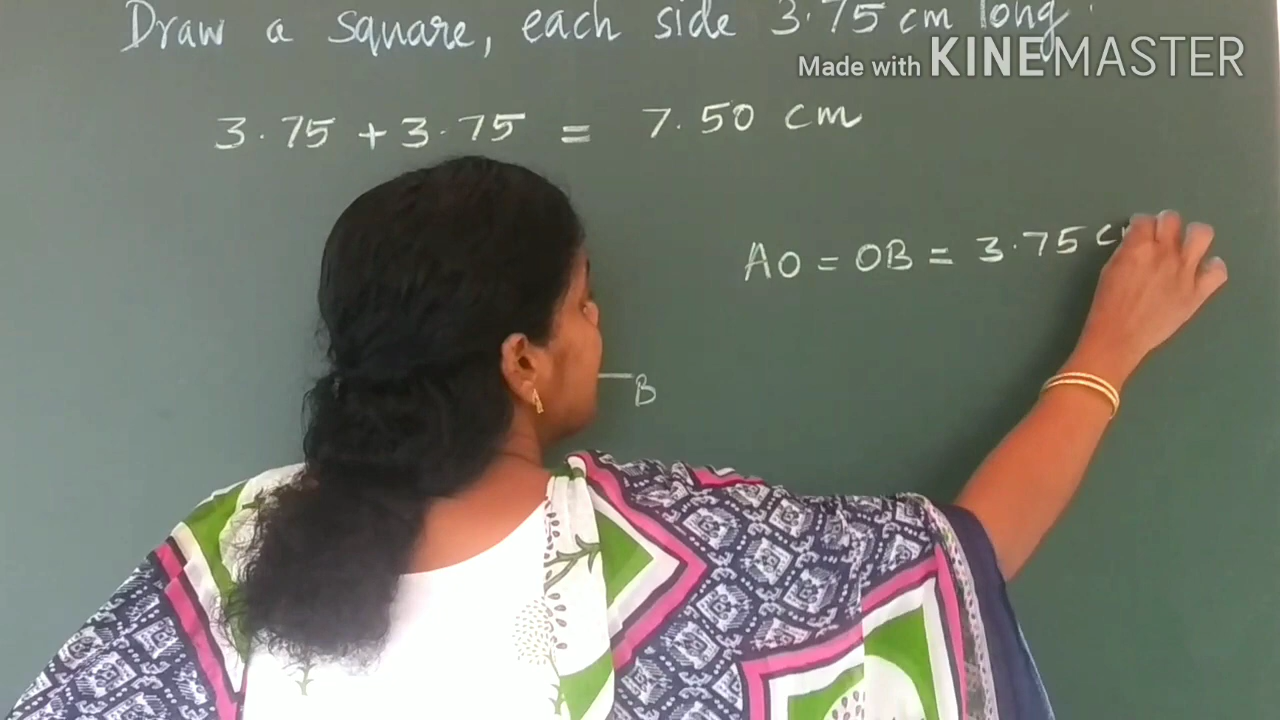 Draw a square, each side 3.75 cm long.
Made with KINEMASTER
3.75 + 3.75 = 7.50 cm
AO = OB = 3.75
B